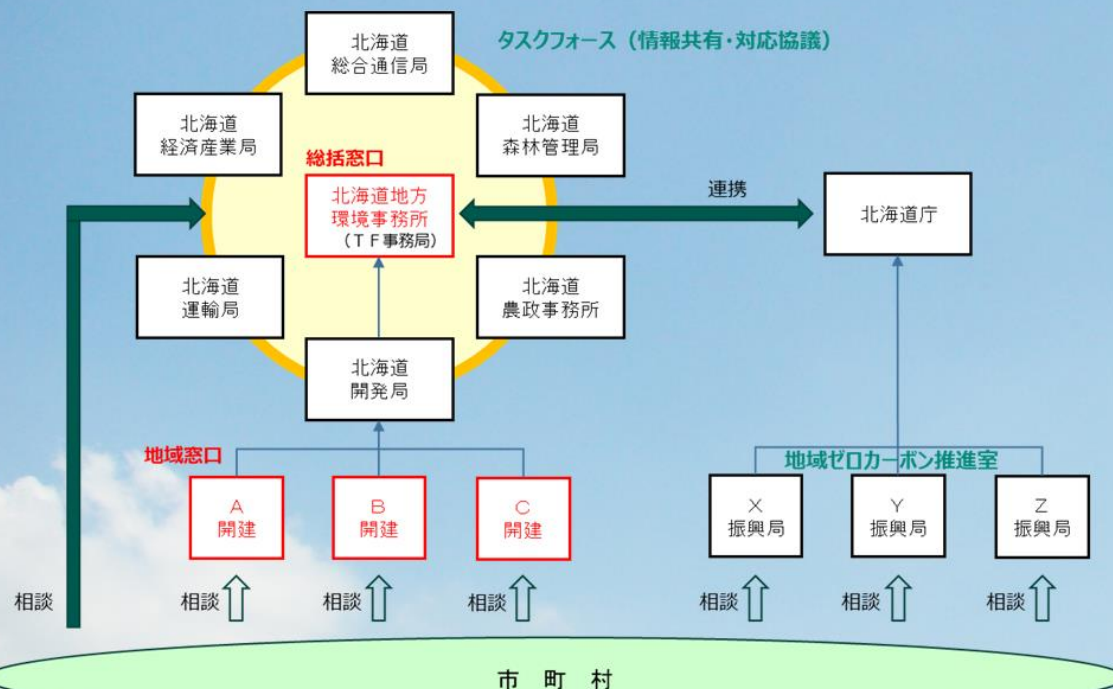 北海道
総合通信局
タスクフォース（情報共有・対応協議）
北海道
経済産業局
北海道
森林管理局
総括窓口
北海道地方
環境事務所
（ＴＦ事務局）
連携
北海道庁
北海道
運輸局
北海道
農政事務所
北海道
開発局
地域窓口
地域ゼロカーボン推進室
Ａ
開建
Ｂ
開建
Ｃ
開建
Ｘ
振興局
Ｙ
振興局
Ｚ
振興局
相談
相談
相談
相談
相談
相談
相談
市　町　村